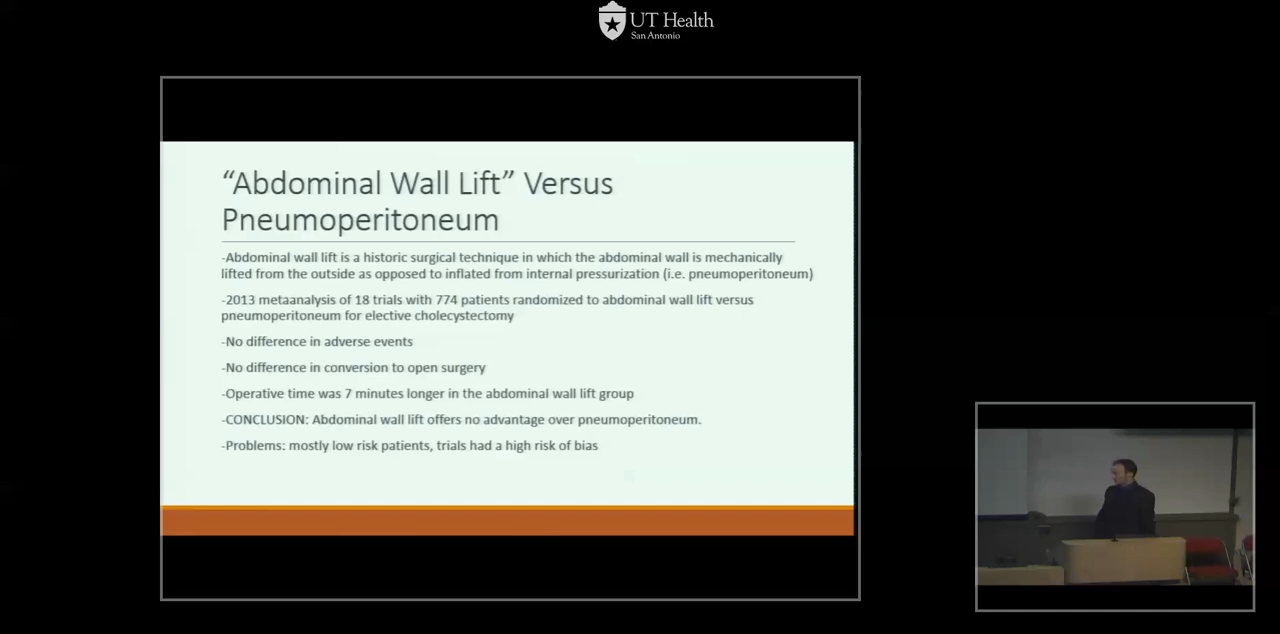 UT Health
San Antonio
“Abdominal Wall Lift” Versus
Pneumoperitoneum
-Abdominal wall lift is a historic surgical technique in which the abdominal wall is mechanically
lifted from the outside as opposed to inflated from internal pressurization (i.e. pneumoperitoneum)
-2013 metaanalysis of 18 trials with 774 patients randomized to abdominal wall lift versus
pneumoperitoneum for elective cholecystectomy
-No difference in adverse events
-No difference in conversion to open surgery
-Operative time was 7 minutes longer in the abdominal wall lift group
-CONCLUSION: Abdominal wall lift offers no advantage over pneumoperitoneum.
-Problems: mostly low risk patients, trials had a high risk of bias